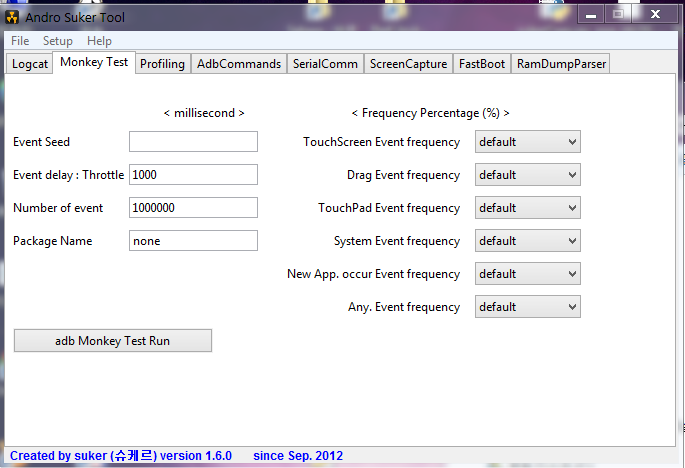 Andro Suker Tool
File Setup Help
Logcat Monkey Test Profiling AdbCommands SerialComm ScreenCapture FastBoot RamDumpParser
< millisecond > < Frequency Percentage (%) >
Event Seed TouchScreen Event frequency default
Event delay : Throttle 1000 Drag Event frequency default
Number of event 1000000 TouchPad Event frequency default
Package Name none System Event frequency default
New App. occur Event frequency default
Any. Event frequency default
adb Monkey Test Run
Created by suker (슈케르) version 1.6.0 since Sep. 2012